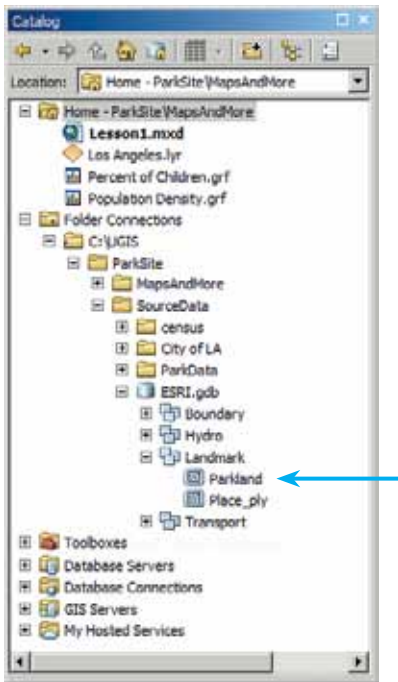 Catalog
Location: Home - ParkSite\MapsAndMore
Home - ParkSite\MapsAndMore
Lesson1.mxd
Los Angeles.lyr
Percent of Children.grf
Population Density.grf
Folder Connections
C:\UGIS
ParkSite
MapsAndMore
SourceData
census
City of LA
ParkData
ESRI.gdb
Boundary
Hydro
Landmark
Parkland
Place_ply
Transport
Toolboxes
Database Servers
Database Connections
GIS Servers
My Hosted Services